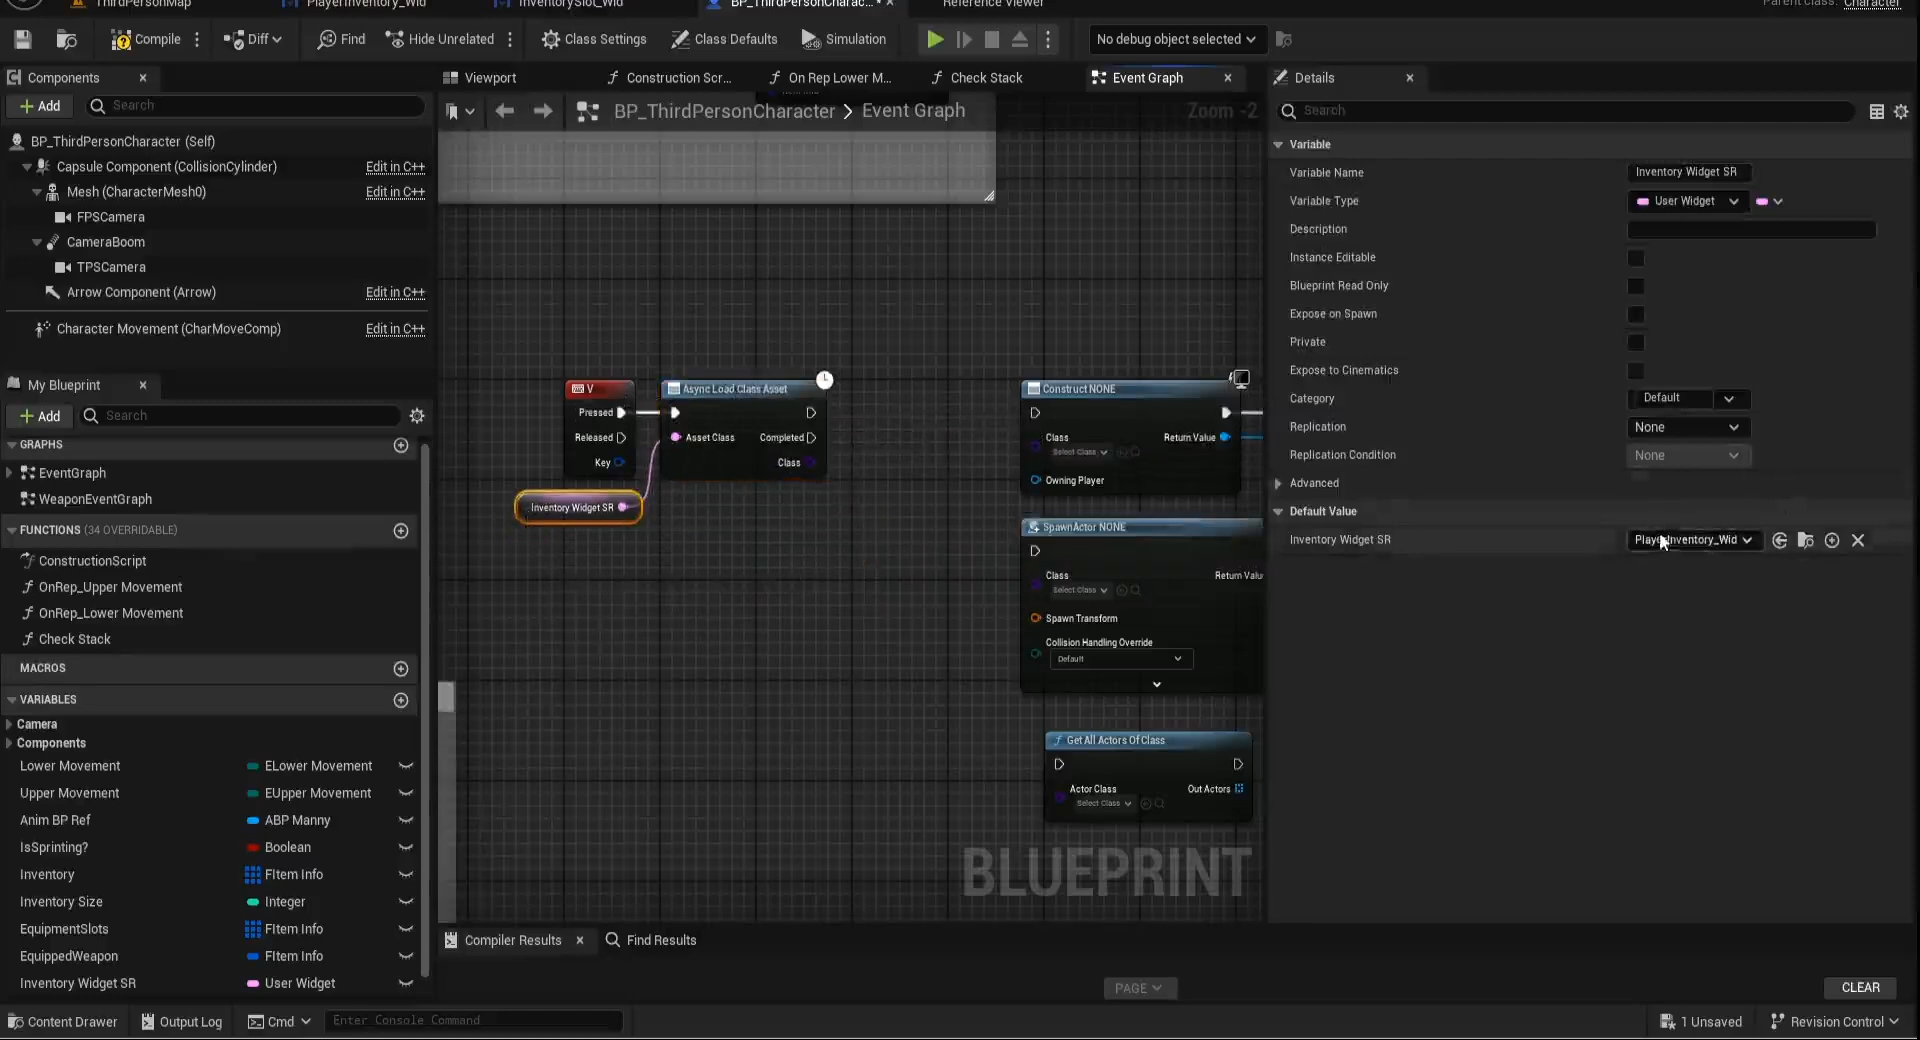 ThirdPersonMap
PlayerInventory_Wid
InventorySlot_Wid
BP_ThirdPersonCharac...*
Reference Viewer
Parent class: Character
Compile
Diff
Find
Hide Unrelated
Class Settings
Class Defaults
Simulation
No debug object selected
Components
Viewport
Construction Scr...
On Rep Lower M...
Check Stack
Event Graph
Details
Add
Search
BP_ThirdPersonCharacter > Event Graph
Zoom -2
Search
BP_ThirdPersonCharacter (Self)
Capsule Component (CollisionCylinder)
Edit in C++
Mesh (CharacterMesh0)
Edit in C++
FPSCamera
CameraBoom
TPSCamera
Arrow Component (Arrow)
Edit in C++
Character Movement (CharMoveComp)
Edit in C++
My Blueprint
Add
Search
GRAPHS
EventGraph
WeaponEventGraph
FUNCTIONS (34 OVERRIDABLE)
ConstructionScript
OnRep_Upper Movement
OnRep_Lower Movement
Check Stack
MACROS
VARIABLES
Camera
Components
Lower Movement
ELower Movement
Upper Movement
EUpper Movement
Anim BP Ref
ABP Manny
IsSprinting?
Boolean
Inventory
FItem Info
Inventory Size
Integer
EquipmentSlots
FItem Info
EquippedWeapon
FItem Info
Inventory Widget SR
User Widget
V
Pressed
Released
Key
Async Load Class Asset
Asset Class
Completed
Class
Inventory Widget SR
Construct NONE
Class
Select Class
Return Value
Owning Player
SpawnActor NONE
Class
Select Class
Return Valu
Spawn Transform
Collision Handling Override
Default
Get All Actors Of Class
Actor Class
Select Class
Out Actors
BLUEPRINT
Variable
Variable Name
Inventory Widget SR
Variable Type
User Widget
Description
Instance Editable
Blueprint Read Only
Expose on Spawn
Private
Expose to Cinematics
Category
Default
Replication
None
Replication Condition
None
Advanced
Default Value
Inventory Widget SR
PlayerInventory_Wid
Compiler Results
Find Results
PAGE
CLEAR
Content Drawer
Output Log
Cmd
Enter Console Command
1 Unsaved
Revision Control